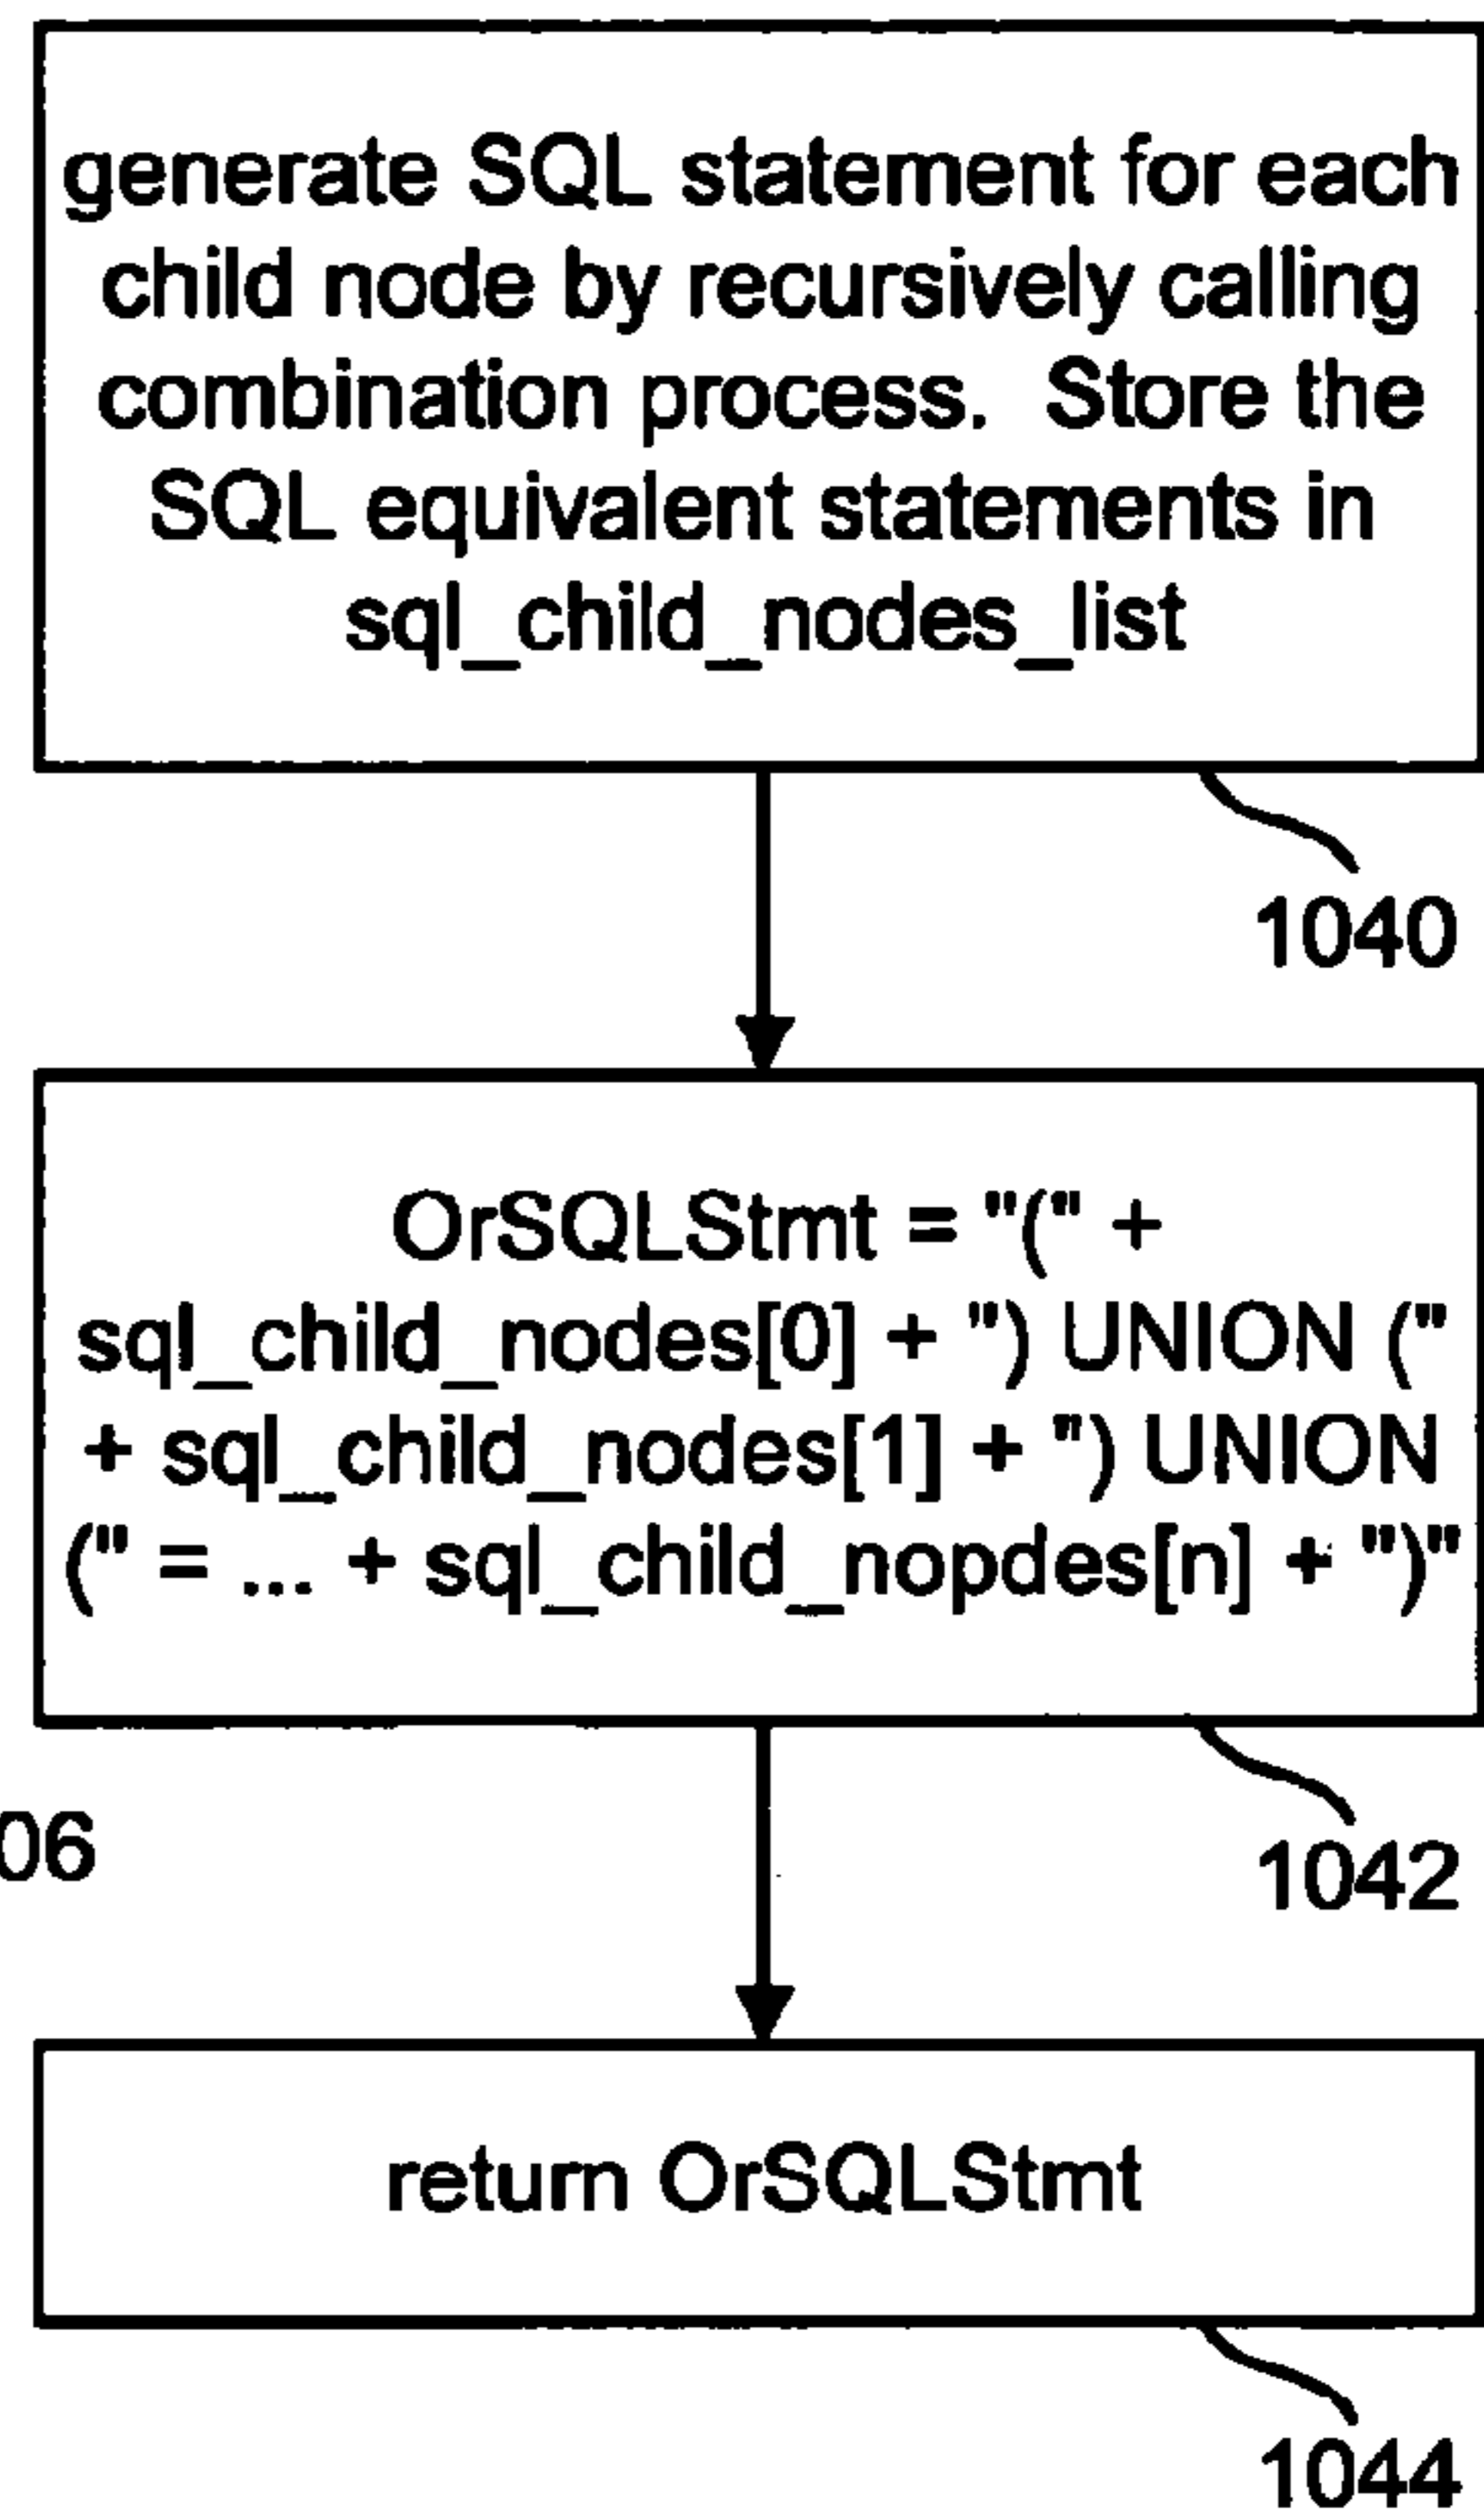 generate SQL statement for each
child node by recursively calling
combination process. Store the
SQL equivalent statements in
sql_child_nodes_list
1040
OrSQLStmt = "(" +
sql_child_nodes[0] + ") UNION ("
+ sql_child_nodes[1] + ") UNION
(" = ... + sql_child_nopdes[n] + ")"
06
1042
return OrSQLStmt
1044